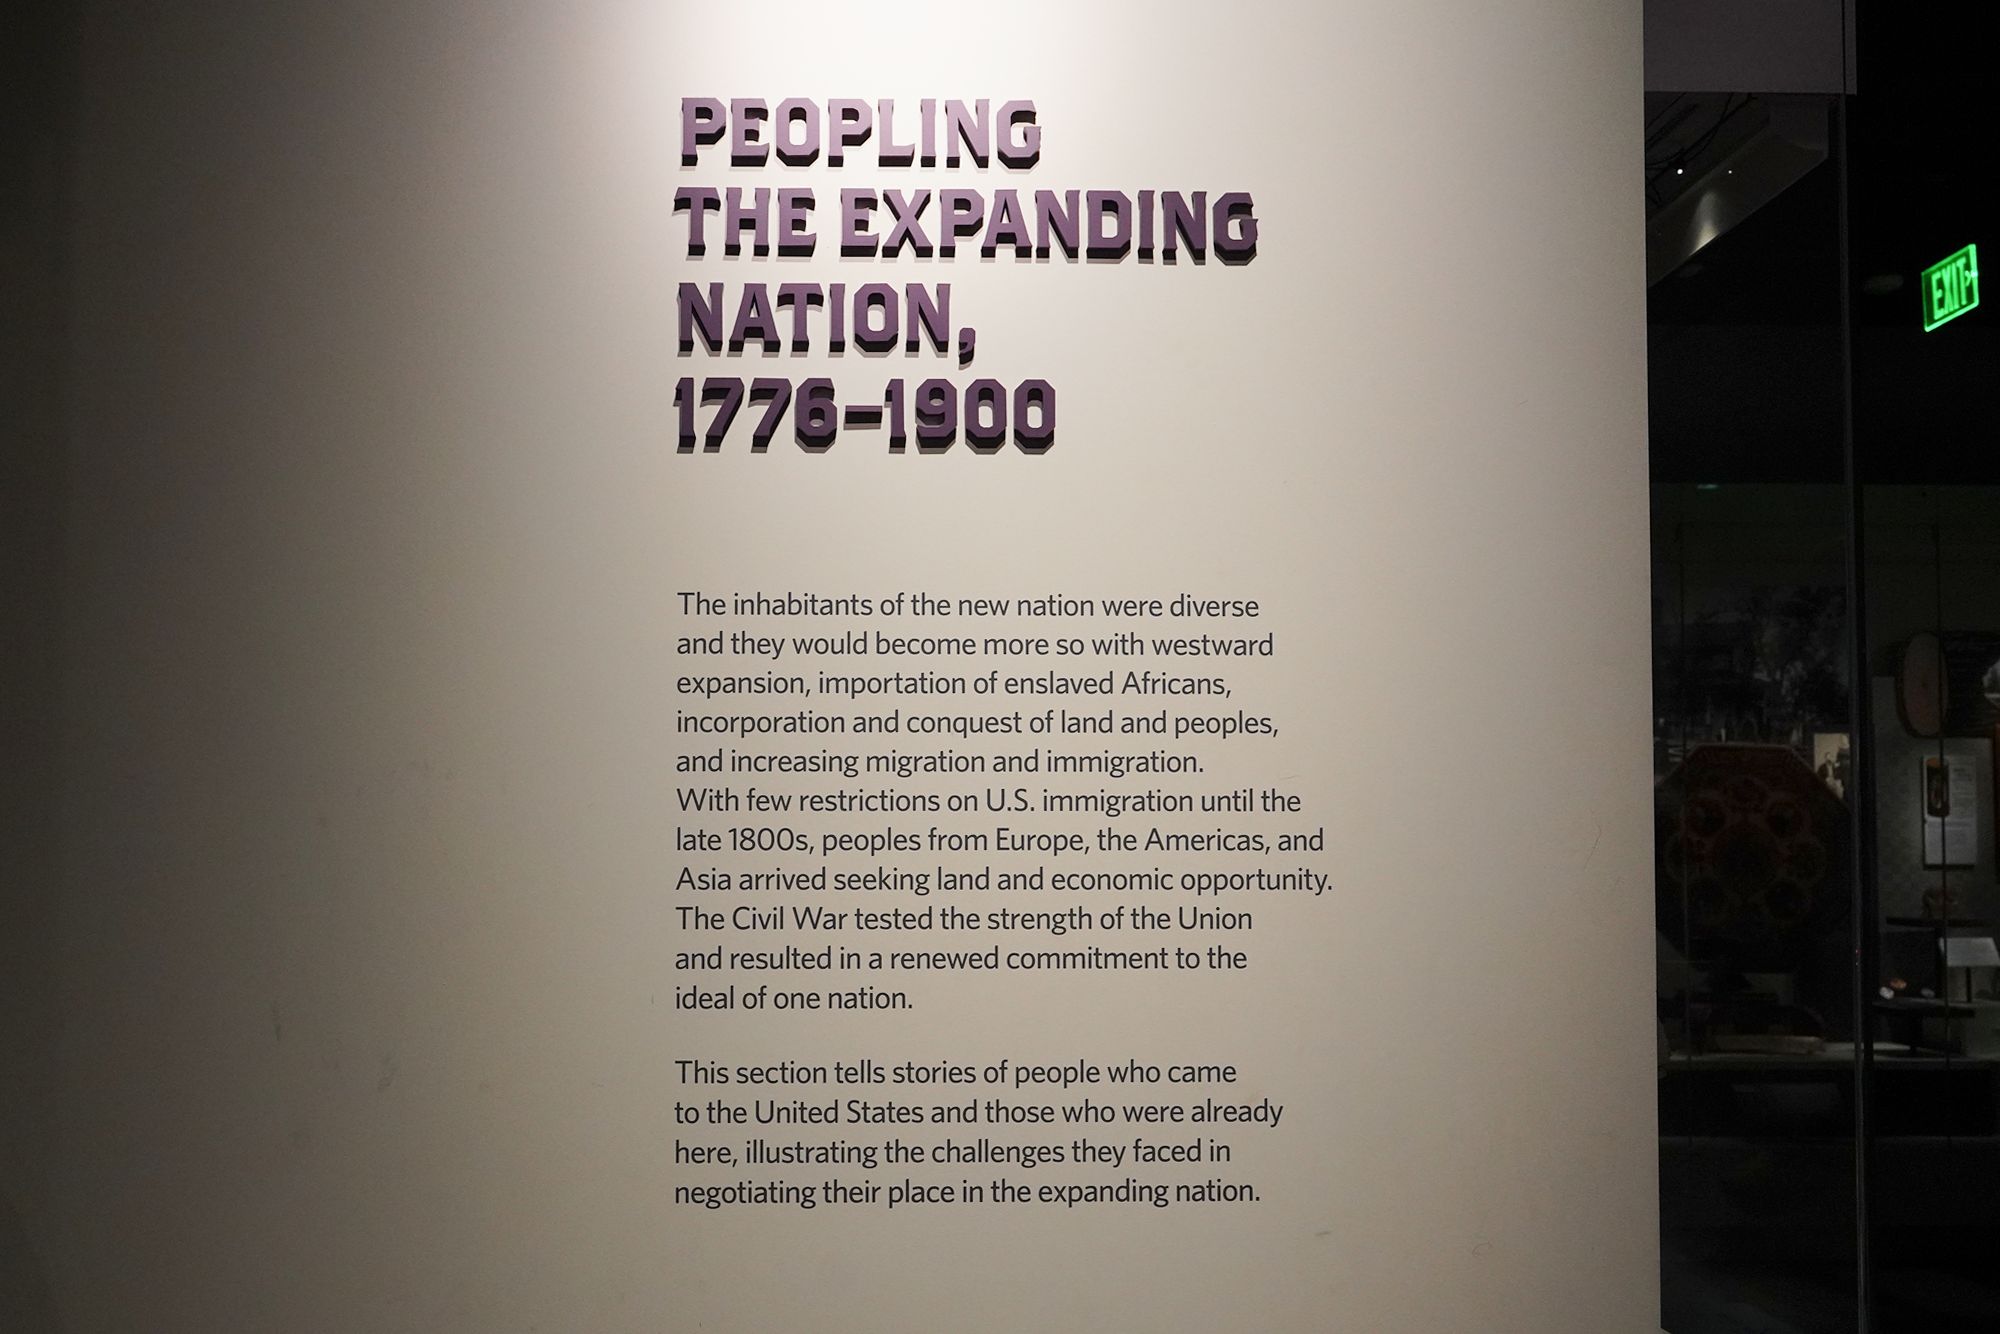 PEOPLING
THE EXPANDING
NATION,
1776–1900
The inhabitants of the new nation were diverse
and they would become more so with westward
expansion, importation of enslaved Africans,
incorporation and conquest of land and peoples,
and increasing migration and immigration.
With few restrictions on U.S. immigration until the
late 1800s, peoples from Europe, the Americas, and
Asia arrived seeking land and economic opportunity.
The Civil War tested the strength of the Union
and resulted in a renewed commitment to the
ideal of one nation.
This section tells stories of people who came
to the United States and those who were already
here, illustrating the challenges they faced in
negotiating their place in the expanding nation.
EXIT